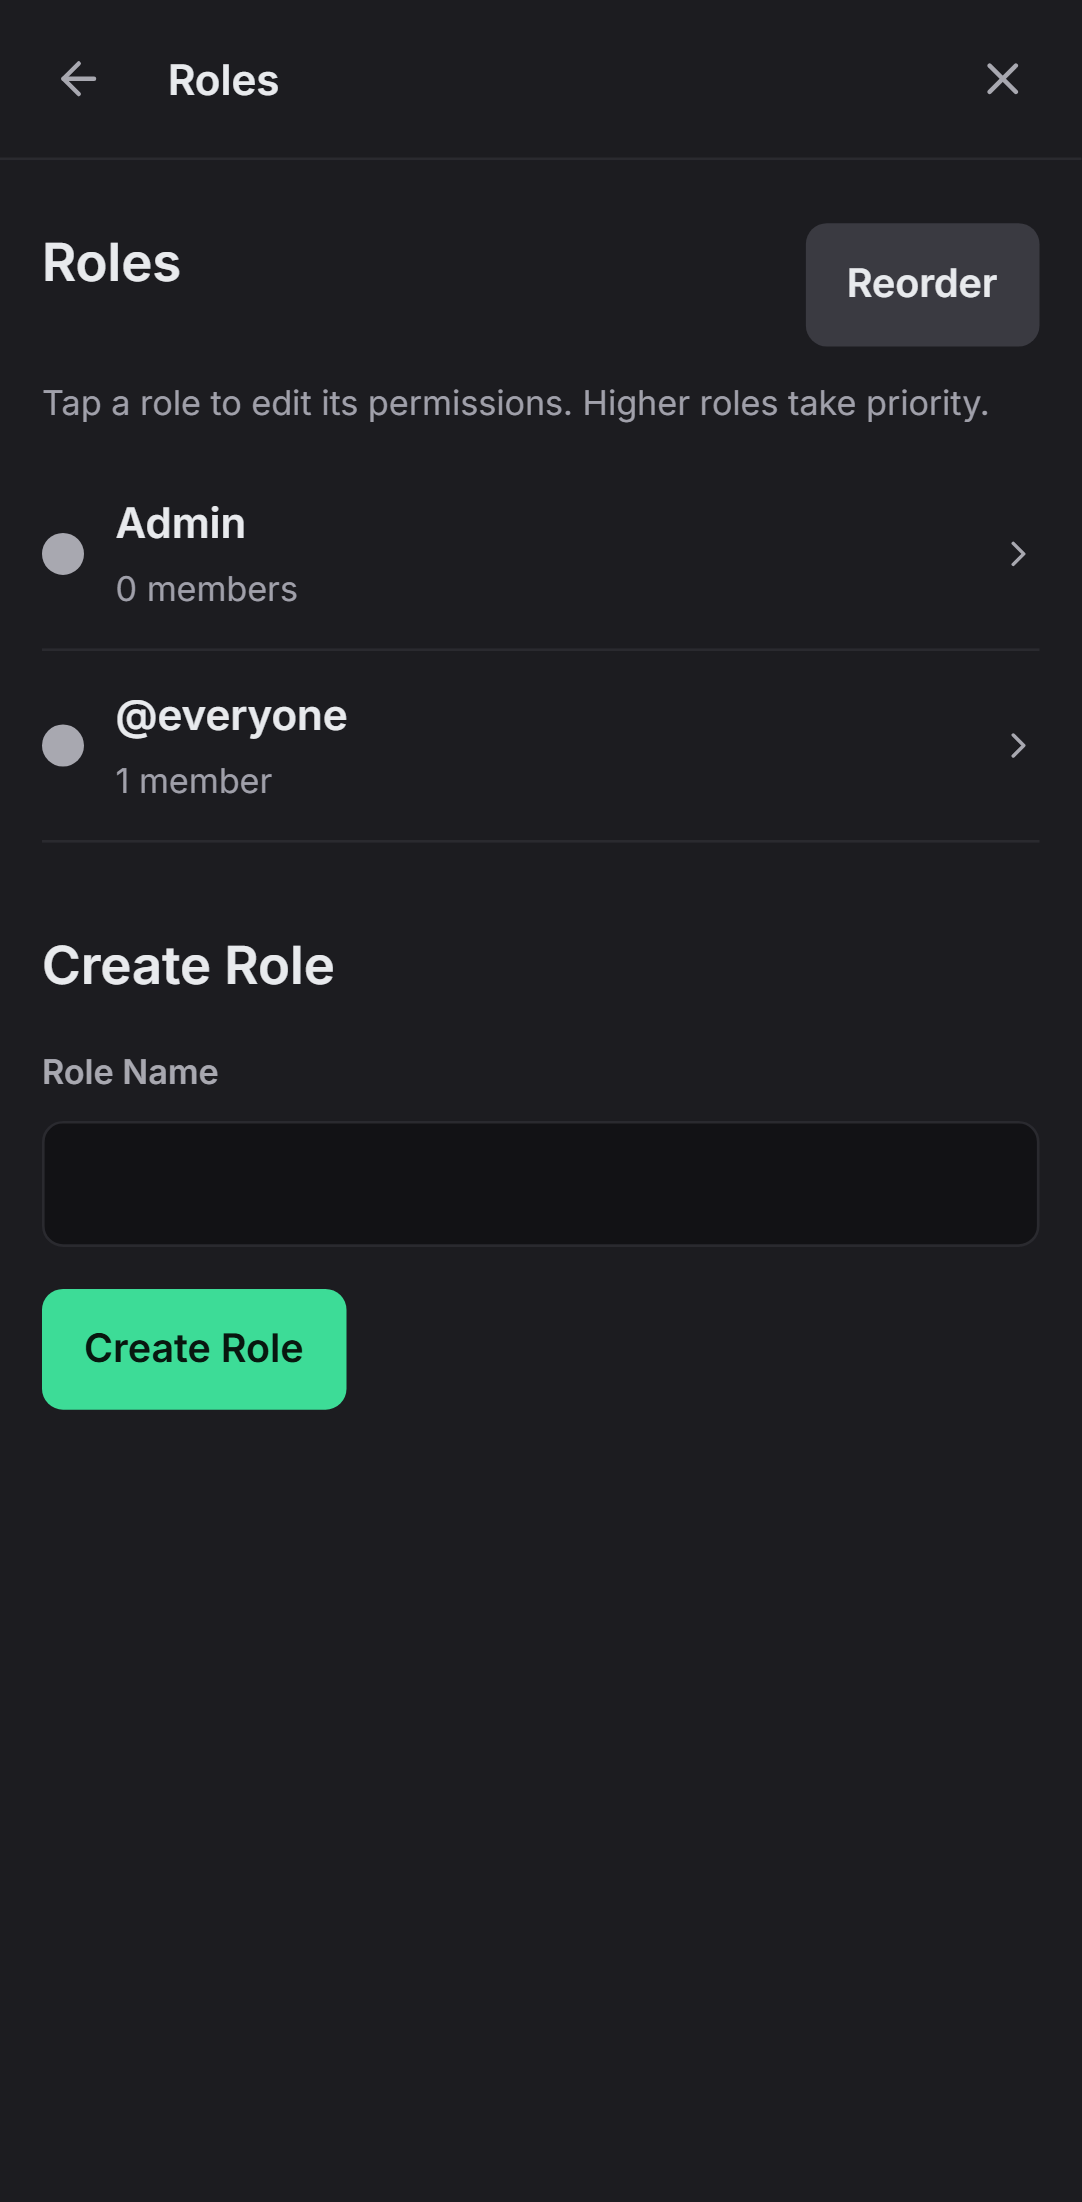 Roles
Roles
Reorder
Tap a role to edit its permissions. Higher roles take priority.
Admin
0 members
@everyone
1 member
Create Role
Role Name
Create Role